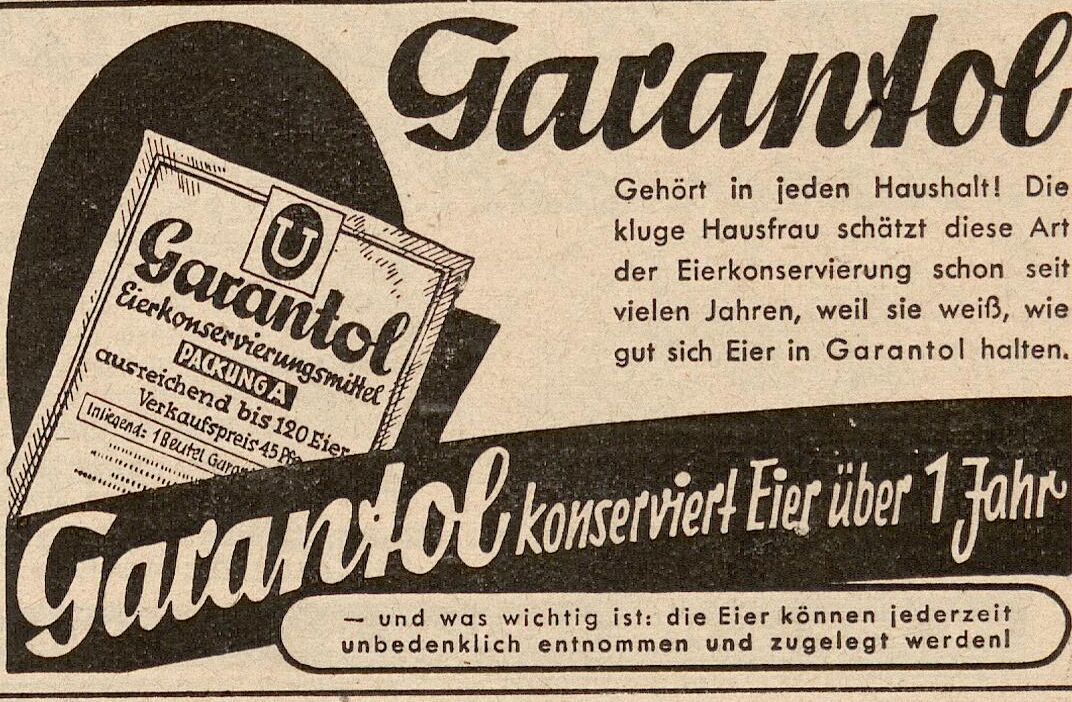 Garantol
Gehört in jeden Haushalt! Die
kluge Hausfrau schätzt diese Art
der Eierkonservierung schon seit
vielen Jahren, weil sie weiß, wie
gut sich Eier in Garantol halten.
U
Garantol
Eierkonservierungsmittel
PACKUNG A
ausreichend bis 120 Eier
Verkaufspreis 45 Pfg
Inliegend: 1 Beutel
Garantol konserviert Eier über 1 Jahr
— und was wichtig ist: die Eier können jederzeit
unbedenklich entnommen und zugelegt werden!